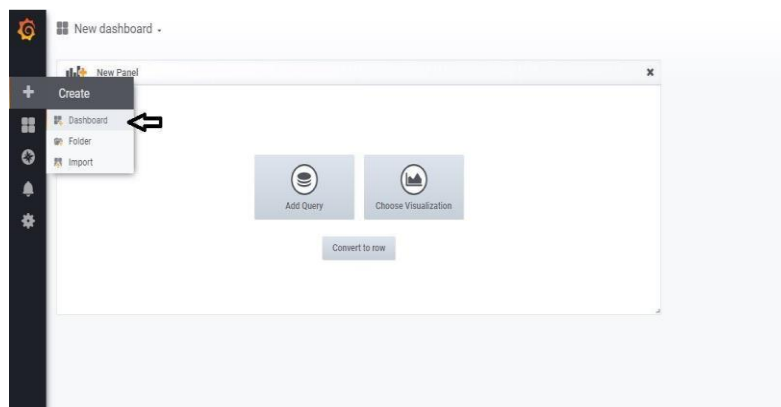 New dashboard
New Panel
Create
Dashboard
Folder
Import
Add Query
Choose Visualization
Convert to row